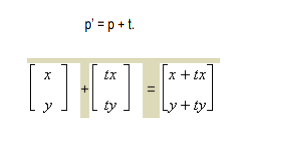 p' = p + t.
x tx x + tx
+ =
y ty y + ty